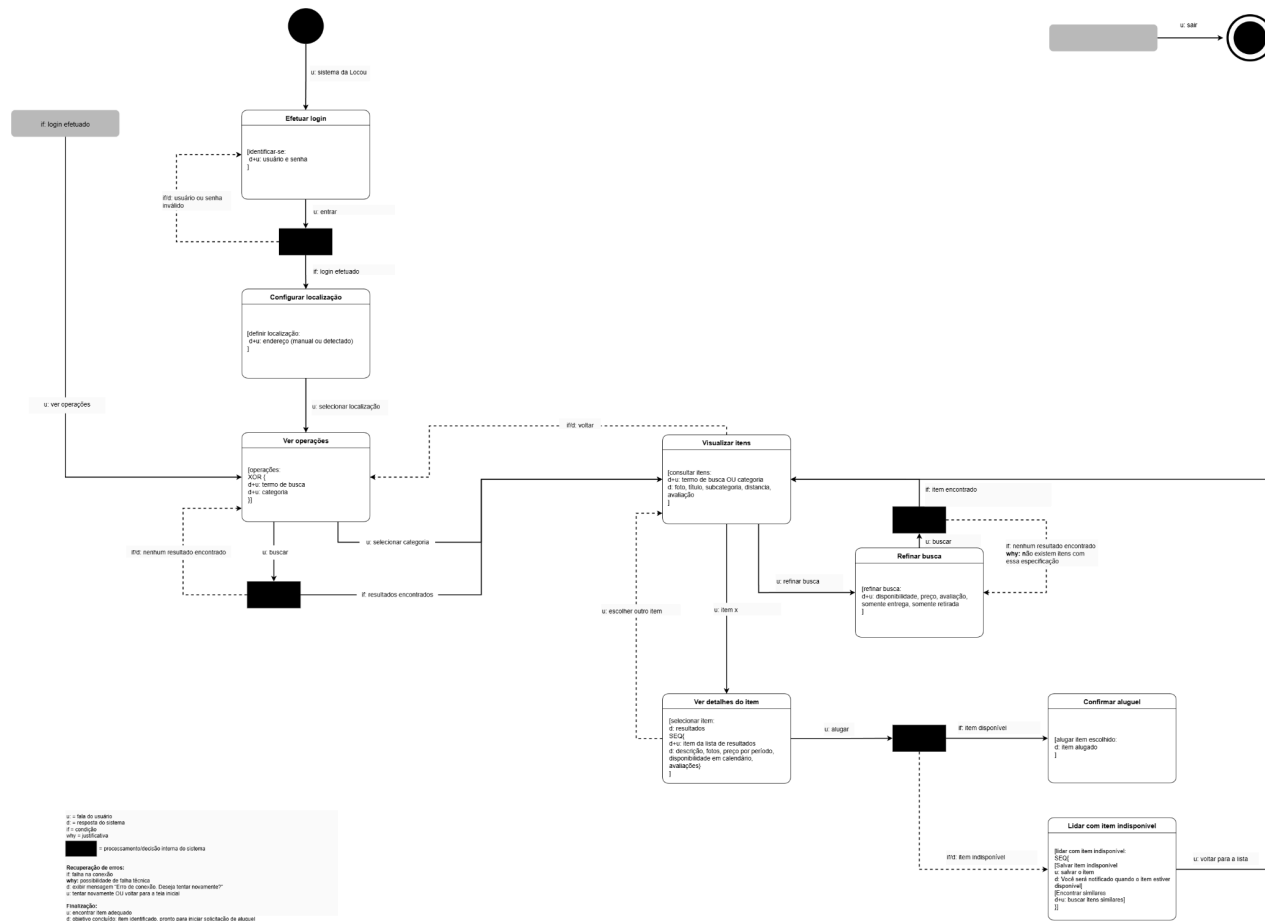 u: sair
u: sistema da Locou
Efetuar login
[identificar-se:
d+u: usuário e senha
]
if: login efetuado
if/d: usuário ou senha
inválido
u: entrar
if: login efetuado
Configurar localização
[definir localização:
d+u: endereço (manual ou detectado)
]
u: ver operações
u: selecionar localização
if/d: voltar
Ver operações
[operações:
XOR {
d+u: termo de busca
d+u: categoria
}]
Visualizar itens
[consultar itens:
d+u: termo de busca OU categoria
d: foto, título, subcategoria, distancia,
avaliação
]
if: item encontrado
if/d: nenhum resultado encontrado
u: buscar
u: selecionar categoria
if: resultados encontrados
u: buscar
if: nenhum resultado encontrado
why: não existem itens com
essa especificação
Refinar busca
[refinar busca:
d+u: disponibilidade, preço, avaliação,
somente entrega, somente retirada
]
u: refinar busca
u: escolher outro item
u: item x
Ver detalhes do item
[selecionar item:
d: resultados
SEQ{
d+u: item da lista de resultados
d: descrição, fotos, preço por período,
disponibilidade em calendário,
avaliações}
]
u: alugar
if: item disponível
Confirmar aluguel
[alugar item escolhido:
d: item alugado
]
if/d: item indisponível
Lidar com item indisponível
[lidar com item indisponível:
SEQ{
[Salvar item indisponível
u: salvar o item
d: Você será notificado quando o item estiver
disponível]
[Encontrar similares
d+u: buscar itens similares]
}]
u: voltar para a lista
u: = fala do usuário
d: = resposta do sistema
if = condição
why = justificativa
= processamento/decisão interna do sistema
Recuperação de erros:
if: falha na conexão
why: possibilidade de falha técnica
d: exibir mensagem "Erro de conexão. Deseja tentar novamente?"
u: tentar novamente OU voltar para a tela inicial
Finalização:
u: encontrar item adequado
d: objetivo concluído: item identificado, pronto para iniciar solicitação de aluguel